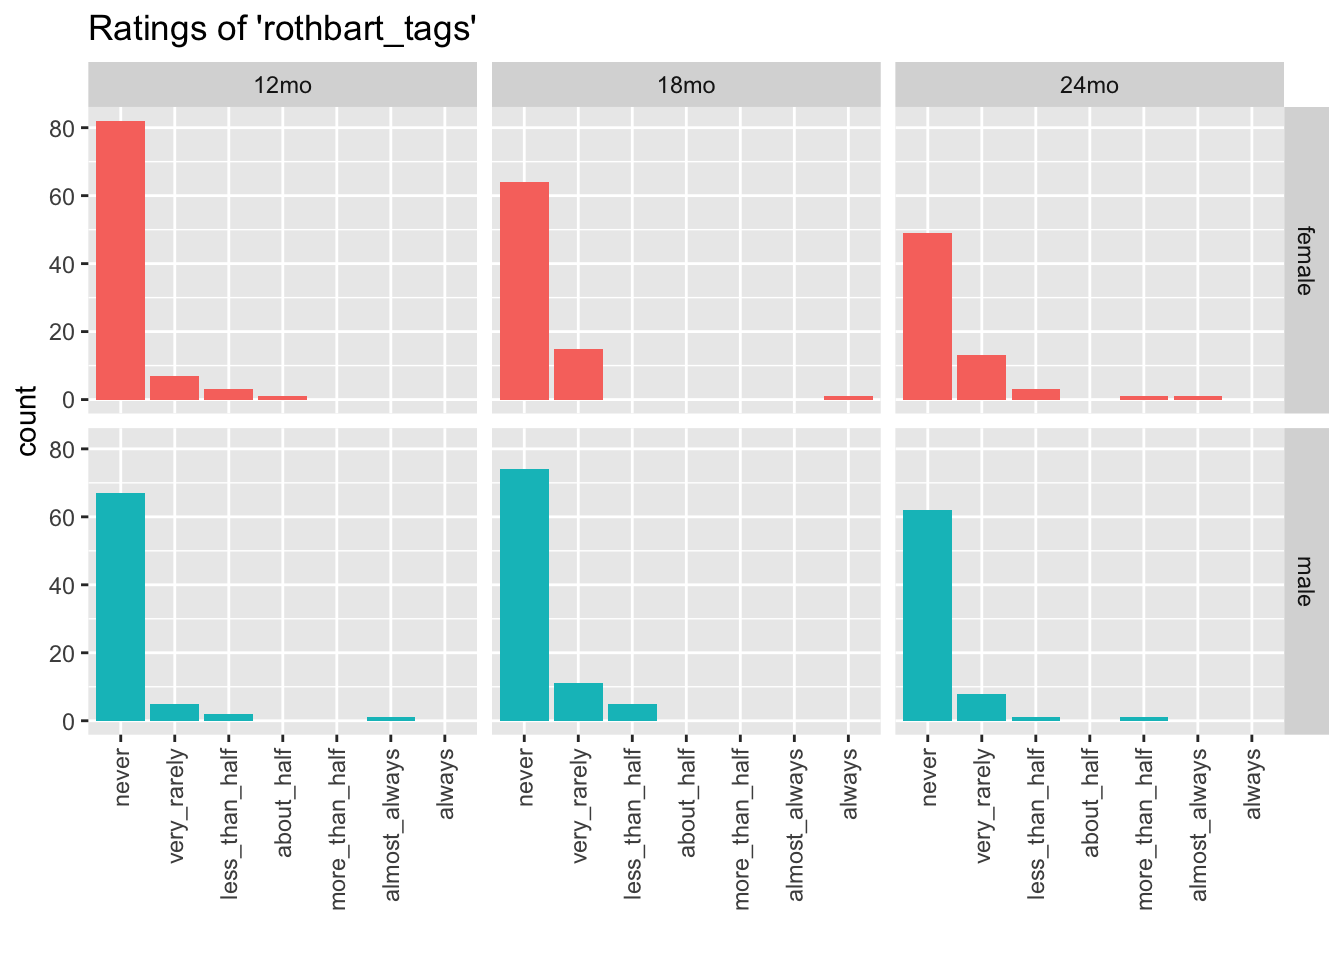 Ratings of 'rothbart_tags'
12mo 18mo 24mo
80
60
40
20
0
female
count
80
60
40
20
0
male
never very_rarely less_than_half about_half more_than_half almost_always always
never very_rarely less_than_half about_half more_than_half almost_always always
never very_rarely less_than_half about_half more_than_half almost_always always